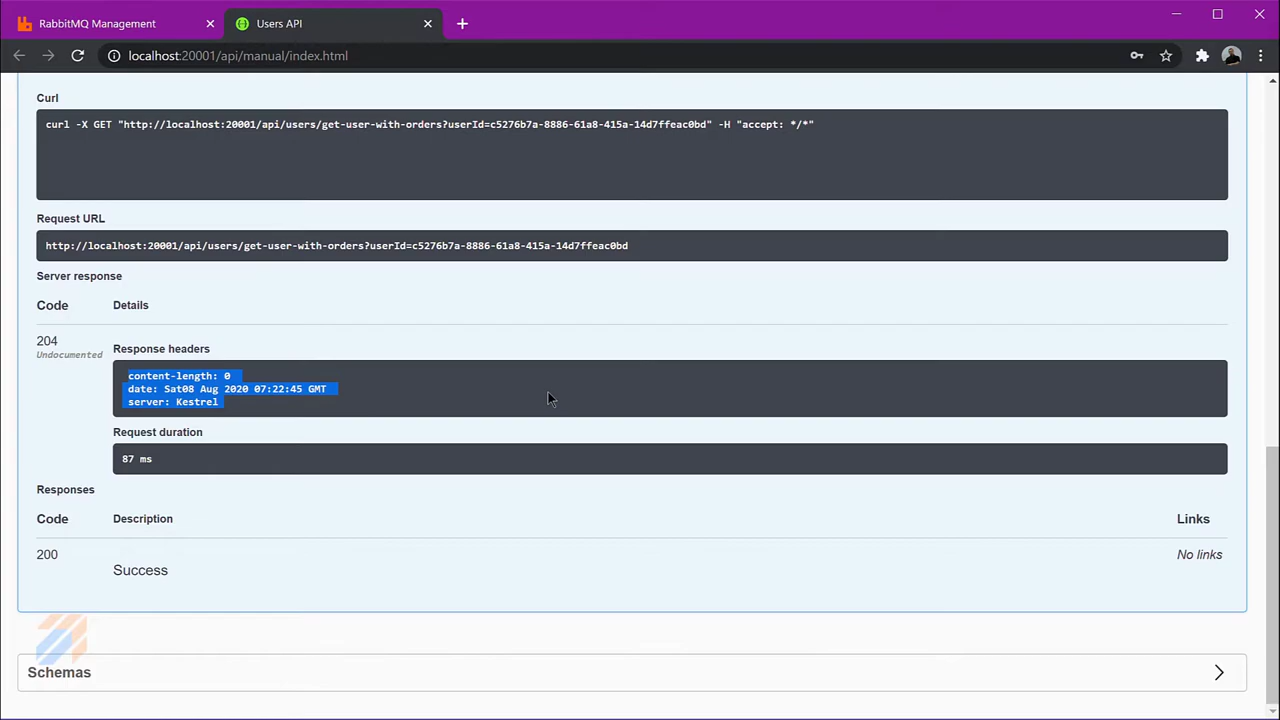 RabbitMQ Management
Users API
localhost:20001/api/manual/index.html
Curl
curl -X GET "http://localhost:20001/api/users/get-user-with-orders?userId=c5276b7a-8886-61a8-415a-14d7ffeac0bd" -H "accept: */*"
Request URL
http://localhost:20001/api/users/get-user-with-orders?userId=c5276b7a-8886-61a8-415a-14d7ffeac0bd
Server response
Code Details
204
Undocumented
Response headers
content-length: 0
date: Sat08 Aug 2020 07:22:45 GMT
server: Kestrel
Request duration
87 ms
Responses
Code Description Links
200
Success
No links
Schemas